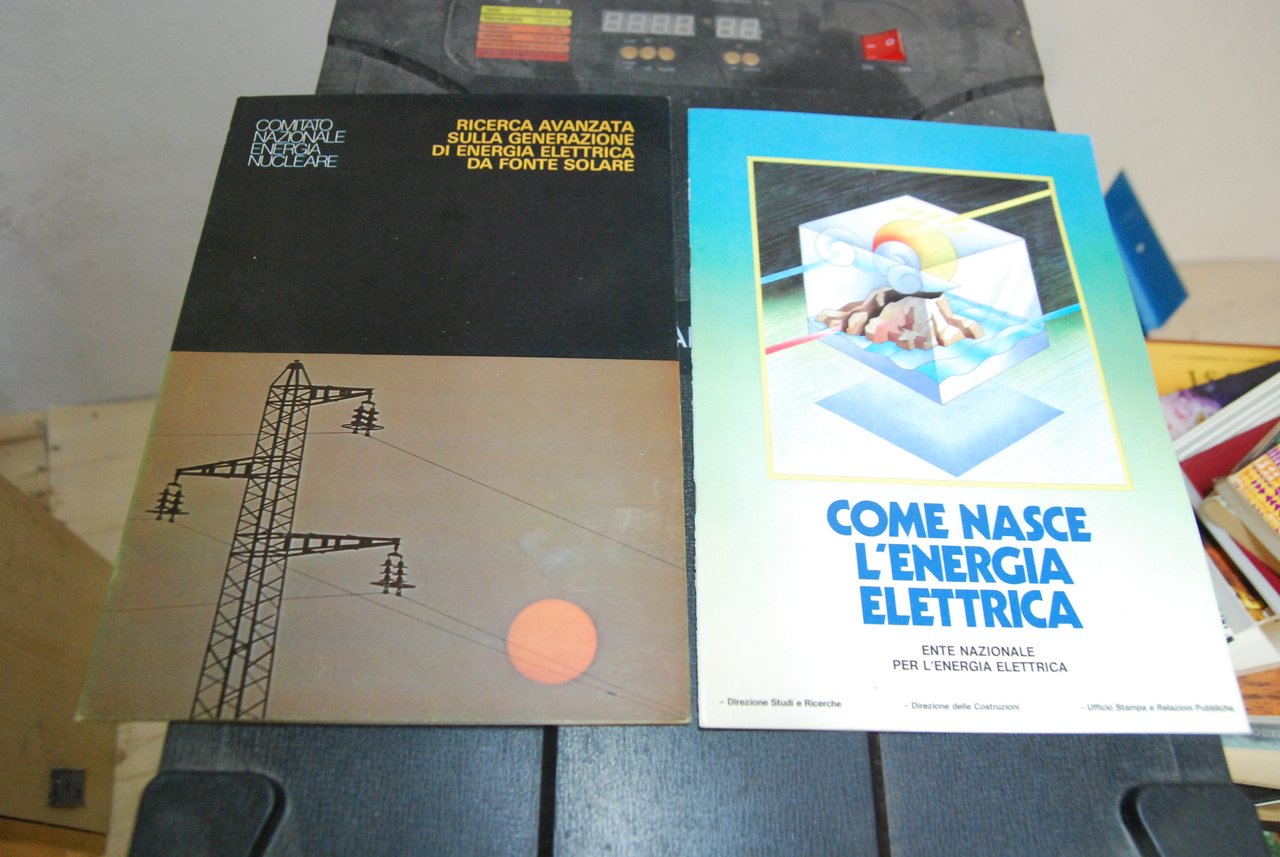 COMITATO
NAZIONALE
ENERGIA
NUCLEARE
RICERCA AVANZATA
SULLA GENERAZIONE
DI ENERGIA ELETTRICA
DA FONTE SOLARE
COME NASCE
L'ENERGIA
ELETTRICA
ENTE NAZIONALE
PER L'ENERGIA ELETTRICA
– Direzione Studi e Ricerche
– Direzione delle Costruzioni
– Ufficio Stampa e Relazioni Pubbliche